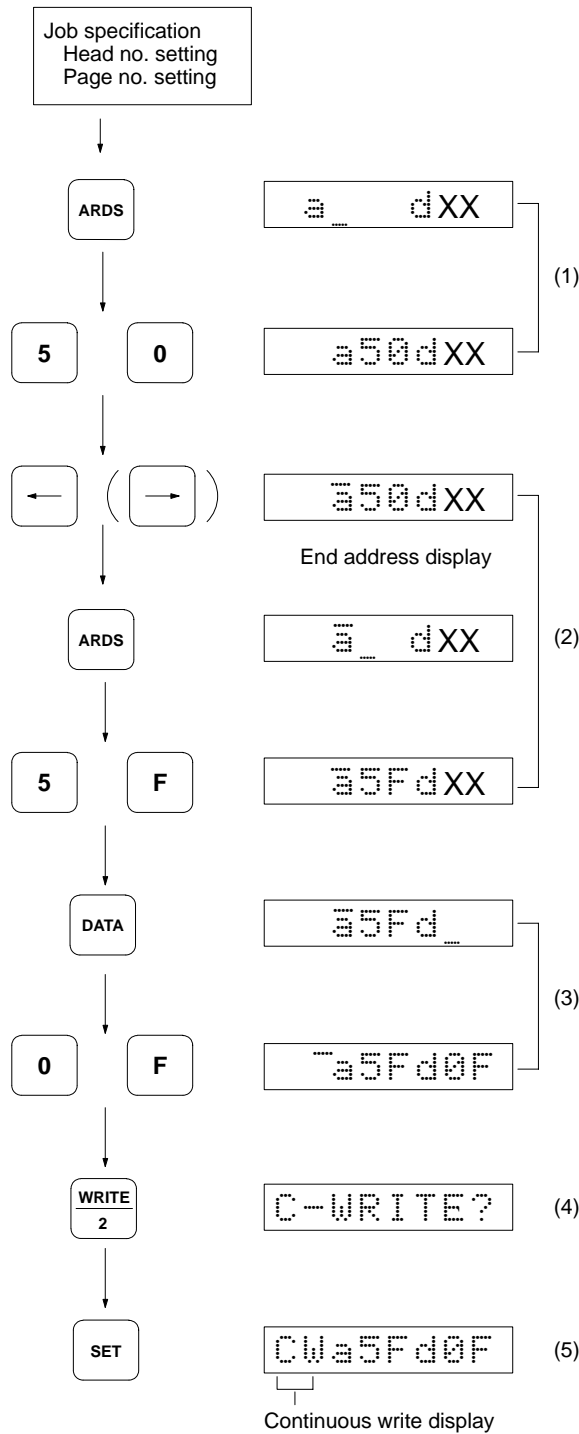 Job specification
Head no. setting
Page no. setting
ARDS
a_ dXX
(1)
5 0
a50dXX
← ( → )
a50dXX
End address display
ARDS
a_ dXX
(2)
5 F
a5FdXX
DATA
a5Fd_
(3)
0 F
‾a5Fd0F
WRITE
2
C-WRITE?
(4)
SET
CWa5Fd0F
(5)
Continuous write display